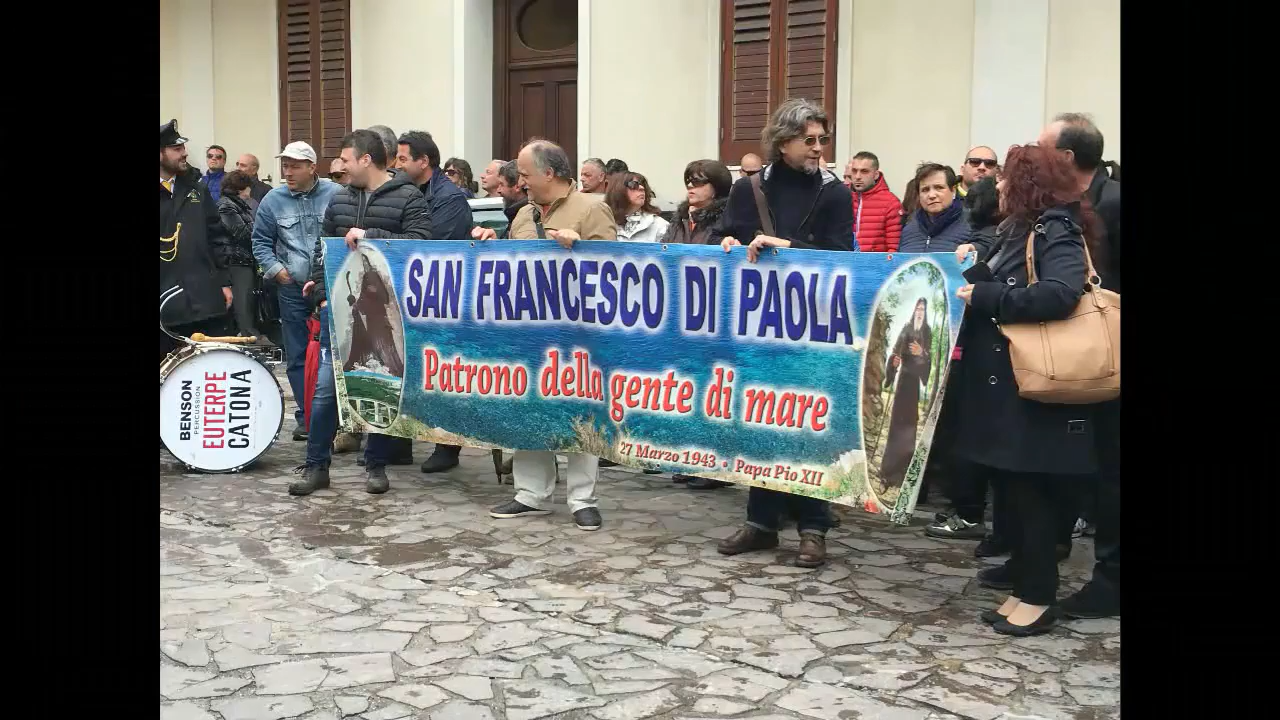 SAN FRANCESCO DI PAOLA
Patrono della gente di mare
27 Marzo 1943 • Papa Pio XII
BENSON
PERCUSSION
EUTERPE
CATONA